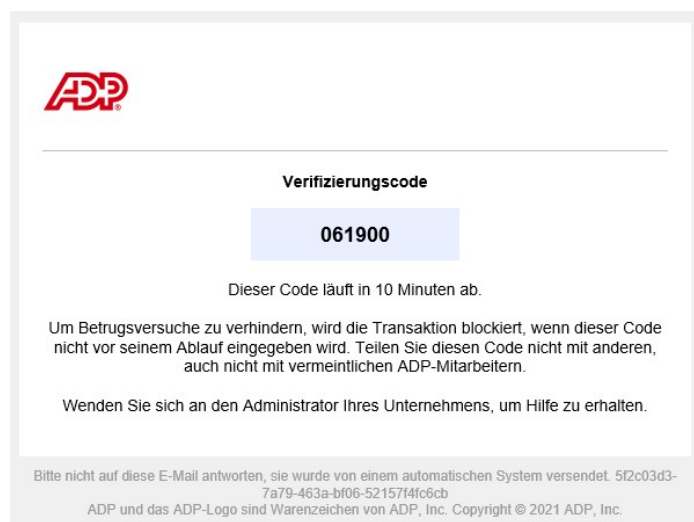 ADP
Verifizierungscode
061900
Dieser Code läuft in 10 Minuten ab.
Um Betrugsversuche zu verhindern, wird die Transaktion blockiert, wenn dieser Code
nicht vor seinem Ablauf eingegeben wird. Teilen Sie diesen Code nicht mit anderen,
auch nicht mit vermeintlichen ADP-Mitarbeitern.
Wenden Sie sich an den Administrator Ihres Unternehmens, um Hilfe zu erhalten.
Bitte nicht auf diese E-Mail antworten, sie wurde von einem automatischen System versendet. 5f2c03d3-
7a79-463a-bf06-52157f4fc6cb
ADP und das ADP-Logo sind Warenzeichen von ADP, Inc. Copyright © 2021 ADP, Inc.